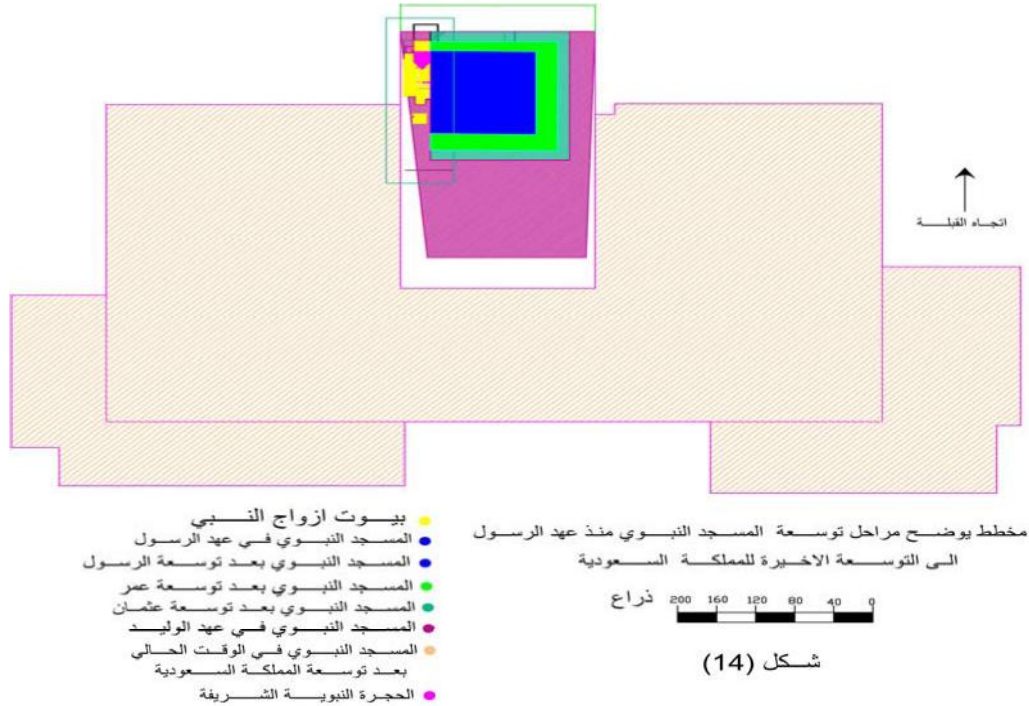 اتجاه القبلة
بيوت ازواج النبي
المسجد النبوي في عهد الرسول
المسجد النبوي بعد توسعة الرسول
المسجد النبوي بعد توسعة عمر
المسجد النبوي بعد توسعة عثمان
المسجد النبوي في عهد الوليد
المسجد النبوي في الوقت الحالي
بعد توسعة المملكة السعودية
الحجرة النبوية الشريفة
مخطط يوضح مراحل توسعة المسجد النبوي منذ عهد الرسول
الى التوسعة الاخيرة للمملكة السعودية
ذراع 200 160 120 80 40 0
شكل (14)